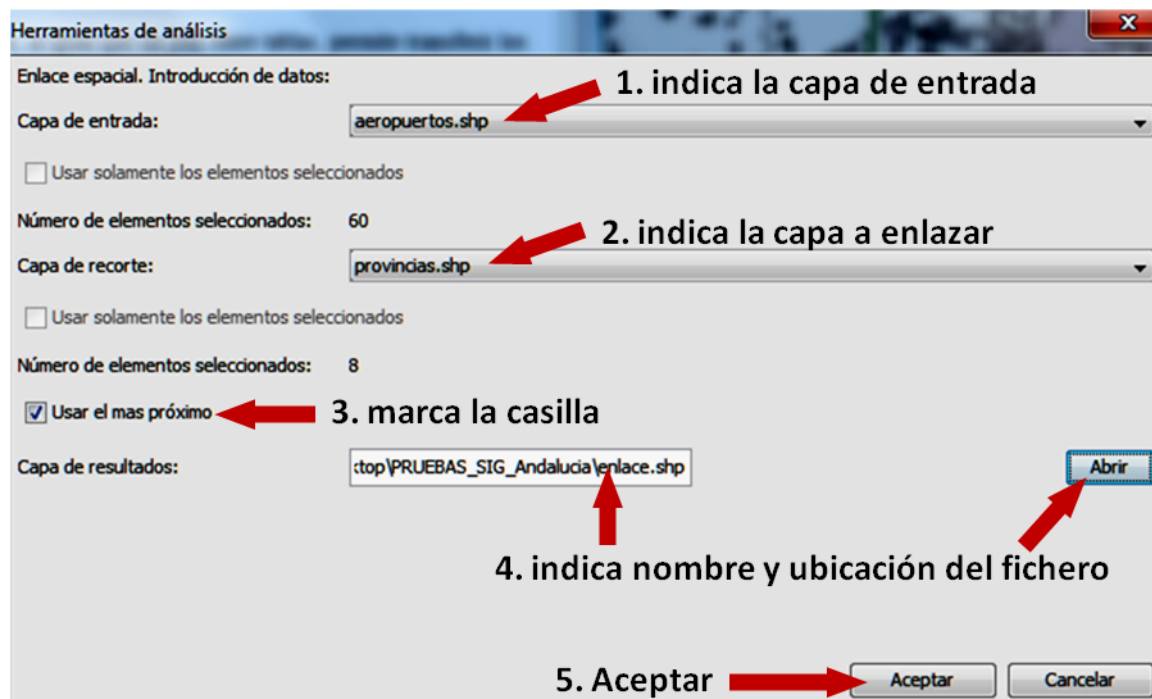 Herramientas de análisis
Enlace espacial. Introducción de datos:
1. indica la capa de entrada
Capa de entrada:
aeropuertos.shp
Usar solamente los elementos seleccionados
Número de elementos seleccionados:
60
2. indica la capa a enlazar
Capa de recorte:
provincias.shp
Usar solamente los elementos seleccionados
Número de elementos seleccionados:
8
Usar el mas próximo
3. marca la casilla
Capa de resultados:
:top\PRUEBAS_SIG_Andalucia\enlace.shp
Abrir
4. indica nombre y ubicación del fichero
5. Aceptar
Aceptar
Cancelar